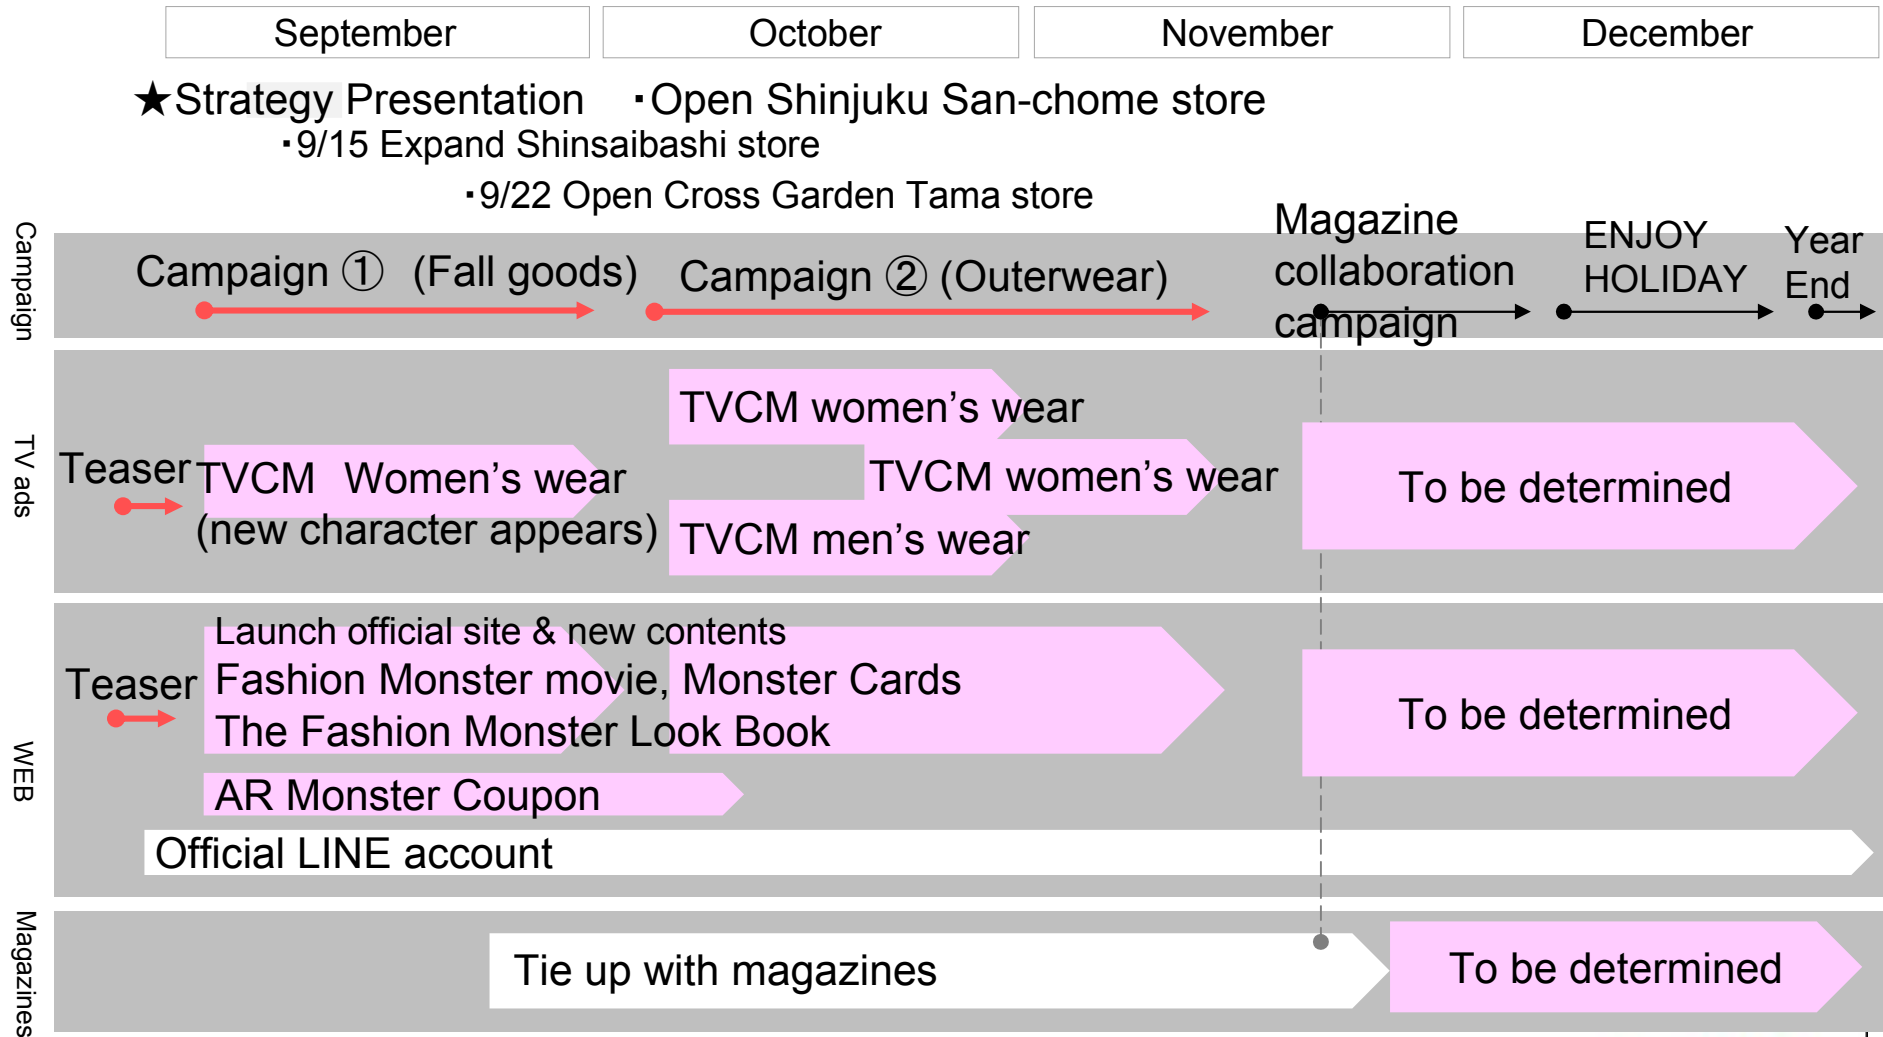 September
October
November
December
★Strategy Presentation
・Open Shinjuku San-chome store
・9/15 Expand Shinsaibashi store
・9/22 Open Cross Garden Tama store
Campaign
Campaign ① (Fall goods)
Campaign ② (Outerwear)
Magazine
collaboration
campaign
ENJOY
HOLIDAY
Year
End
TV ads
Teaser
TVCM Women's wear
(new character appears)
TVCM women's wear
TVCM women's wear
TVCM men's wear
To be determined
WEB
Teaser
Launch official site & new contents
Fashion Monster movie, Monster Cards
The Fashion Monster Look Book
To be determined
AR Monster Coupon
Official LINE account
Magazines
Tie up with magazines
To be determined